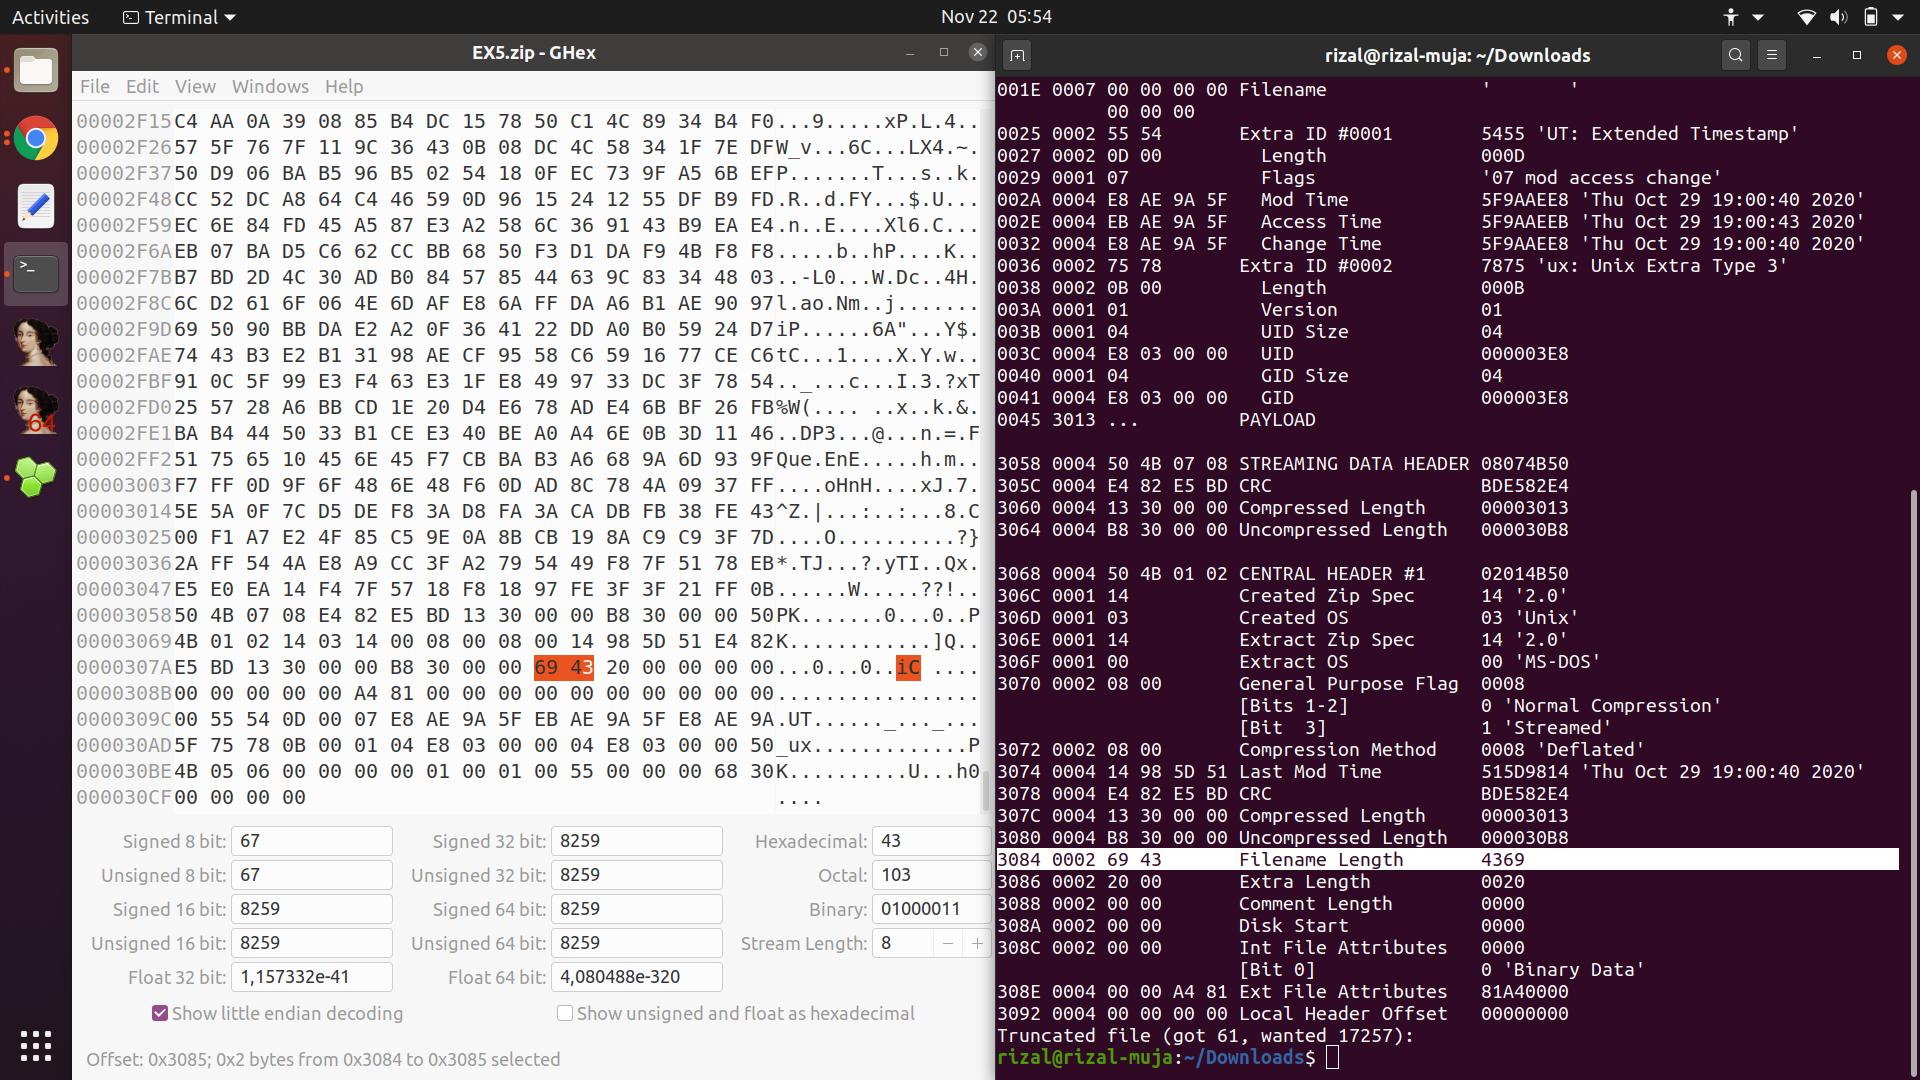 Activities Terminal Nov 22 05:54
EX5.zip - GHex
File Edit View Windows Help
00002F15 C4 AA 0A 39 08 85 B4 DC 15 78 50 C1 4C 89 34 B4 F0 ...9.....xP.L.4..
00002F26 57 5F 76 7F 11 9C 36 43 0B 08 DC 4C 58 34 1F 7E DF W_v...6C...LX4.~.
00002F37 50 D9 06 BA B5 96 B5 02 54 18 0F EC 73 9F A5 6B EF P.......T...s..k.
00002F48 CC 52 DC A8 64 C4 46 59 0D 96 15 24 12 55 DF B9 FD .R..d.FY...$.U...
00002F59 EC 6E 84 FD 45 A5 87 E3 A2 58 6C 36 91 43 B9 EA E4 .n..E....Xl6.C...
00002F6A EB 07 BA D5 C6 62 CC BB 68 50 F3 D1 DA F9 4B F8 F8 .....b..hP....K..
00002F7B B7 BD 2D 4C 30 AD B0 84 57 85 44 63 9C 83 34 48 03 ..-L0...W.Dc..4H.
00002F8C 6C D2 61 6F 06 4E 6D AF E8 6A FF DA A6 B1 AE 90 97 l.ao.Nm..j.......
00002F9D 69 50 90 BB DA E2 A2 0F 36 41 22 DD A0 B0 59 24 D7 iP......6A"...Y$.
00002FAE 74 43 B3 E2 B1 31 98 AE CF 95 58 C6 59 16 77 CE C6 tC...1....X.Y.w..
00002FBF 91 0C 5F 99 E3 F4 63 E3 1F E8 49 97 33 DC 3F 78 54 .._...c...I.3.?xT
00002FD0 25 57 28 A6 BB CD 1E 20 D4 E6 78 AD E4 6B BF 26 FB %W(.... ..x..k.&.
00002FE1 BA B4 44 50 33 B1 CE E3 40 BE A0 A4 6E 0B 3D 11 46 ..DP3...@...n.=.F
00002FF2 51 75 65 10 45 6E 45 F7 CB BA B3 A6 68 9A 6D 93 9F Que.EnE.....h.m..
00003003 F7 FF 0D 9F 6F 48 6E 48 F6 0D AD 8C 78 4A 09 37 FF ....oHnH....xJ.7.
00003014 5E 5A 0F 7C D5 DE F8 3A D8 FA 3A CA DB FB 38 FE 43 ^Z.|...:..:...8.C
00003025 00 F1 A7 E2 4F 85 C5 9E 0A 8B CB 19 8A C9 C9 3F 7D ....O..........?}
00003036 2A FF 54 4A E8 A9 CC 3F A2 79 54 49 F8 7F 51 78 EB *.TJ...?.yTI..Qx.
00003047 E5 E0 EA 14 F4 7F 57 18 F8 18 97 FE 3F 3F 21 FF 0B ......W.....??!..
00003058 50 4B 07 08 E4 82 E5 BD 13 30 00 00 B8 30 00 00 50 PK.......0...0..P
00003069 4B 01 02 14 03 14 00 08 00 08 00 14 98 5D 51 E4 82 K............]Q..
0000307A E5 BD 13 30 00 00 B8 30 00 00 69 43 20 00 00 00 00 ...0...0..iC ....
0000308B 00 00 00 00 00 A4 81 00 00 00 00 00 00 00 00 00 00 .................
0000309C 00 55 54 0D 00 07 E8 AE 9A 5F EB AE 9A 5F E8 AE 9A .UT......_..._...
000030AD 5F 75 78 0B 00 01 04 E8 03 00 00 04 E8 03 00 00 50 _ux.............P
000030BE 4B 05 06 00 00 00 00 01 00 01 00 55 00 00 00 68 30 K..........U...h0
000030CF 00 00 00 00 ....
Signed 8 bit: 67 Signed 32 bit: 8259 Hexadecimal: 43
Unsigned 8 bit: 67 Unsigned 32 bit: 8259 Octal: 103
Signed 16 bit: 8259 Signed 64 bit: 8259 Binary: 01000011
Unsigned 16 bit: 8259 Unsigned 64 bit: 8259 Stream Length: 8 − +
Float 32 bit: 1,157332e-41 Float 64 bit: 4,080488e-320
Show little endian decoding Show unsigned and float as hexadecimal
Offset: 0x3085; 0x2 bytes from 0x3084 to 0x3085 selected
64
rizal@rizal-muja: ~/Downloads
001E 0007 00 00 00 00 Filename ' '
00 00 00
0025 0002 55 54 Extra ID #0001 5455 'UT: Extended Timestamp'
0027 0002 0D 00 Length 000D
0029 0001 07 Flags '07 mod access change'
002A 0004 E8 AE 9A 5F Mod Time 5F9AAEE8 'Thu Oct 29 19:00:40 2020'
002E 0004 EB AE 9A 5F Access Time 5F9AAEEB 'Thu Oct 29 19:00:43 2020'
0032 0004 E8 AE 9A 5F Change Time 5F9AAEE8 'Thu Oct 29 19:00:40 2020'
0036 0002 75 78 Extra ID #0002 7875 'ux: Unix Extra Type 3'
0038 0002 0B 00 Length 000B
003A 0001 01 Version 01
003B 0001 04 UID Size 04
003C 0004 E8 03 00 00 UID 000003E8
0040 0001 04 GID Size 04
0041 0004 E8 03 00 00 GID 000003E8
0045 3013 ... PAYLOAD
3058 0004 50 4B 07 08 STREAMING DATA HEADER 08074B50
305C 0004 E4 82 E5 BD CRC BDE582E4
3060 0004 13 30 00 00 Compressed Length 00003013
3064 0004 B8 30 00 00 Uncompressed Length 000030B8
3068 0004 50 4B 01 02 CENTRAL HEADER #1 02014B50
306C 0001 14 Created Zip Spec 14 '2.0'
306D 0001 03 Created OS 03 'Unix'
306E 0001 14 Extract Zip Spec 14 '2.0'
306F 0001 00 Extract OS 00 'MS-DOS'
3070 0002 08 00 General Purpose Flag 0008
[Bits 1-2] 0 'Normal Compression'
[Bit 3] 1 'Streamed'
3072 0002 08 00 Compression Method 0008 'Deflated'
3074 0004 14 98 5D 51 Last Mod Time 515D9814 'Thu Oct 29 19:00:40 2020'
3078 0004 E4 82 E5 BD CRC BDE582E4
307C 0004 13 30 00 00 Compressed Length 00003013
3080 0004 B8 30 00 00 Uncompressed Length 000030B8
3084 0002 69 43 Filename Length 4369
3086 0002 20 00 Extra Length 0020
3088 0002 00 00 Comment Length 0000
308A 0002 00 00 Disk Start 0000
308C 0002 00 00 Int File Attributes 0000
[Bit 0] 0 'Binary Data'
308E 0004 00 00 A4 81 Ext File Attributes 81A40000
3092 0004 00 00 00 00 Local Header Offset 00000000
Truncated file (got 61, wanted 17257):
rizal@rizal-muja:~/Downloads$